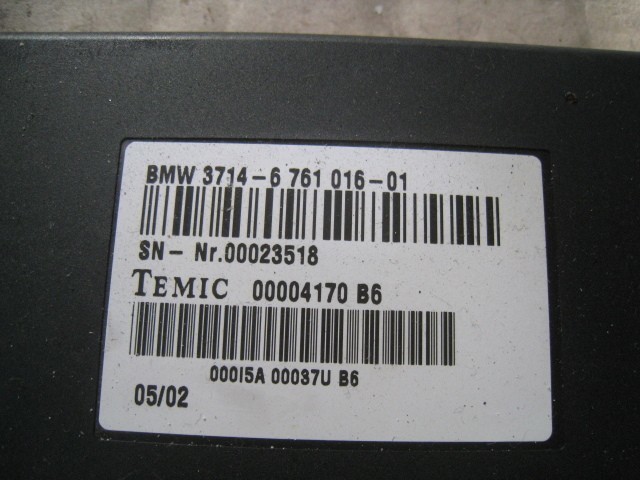 BMW 3714-6 761 016-01
SN- Nr.00023518
TEMIC 00004170 B6
000I5A 00037U B6
05/02